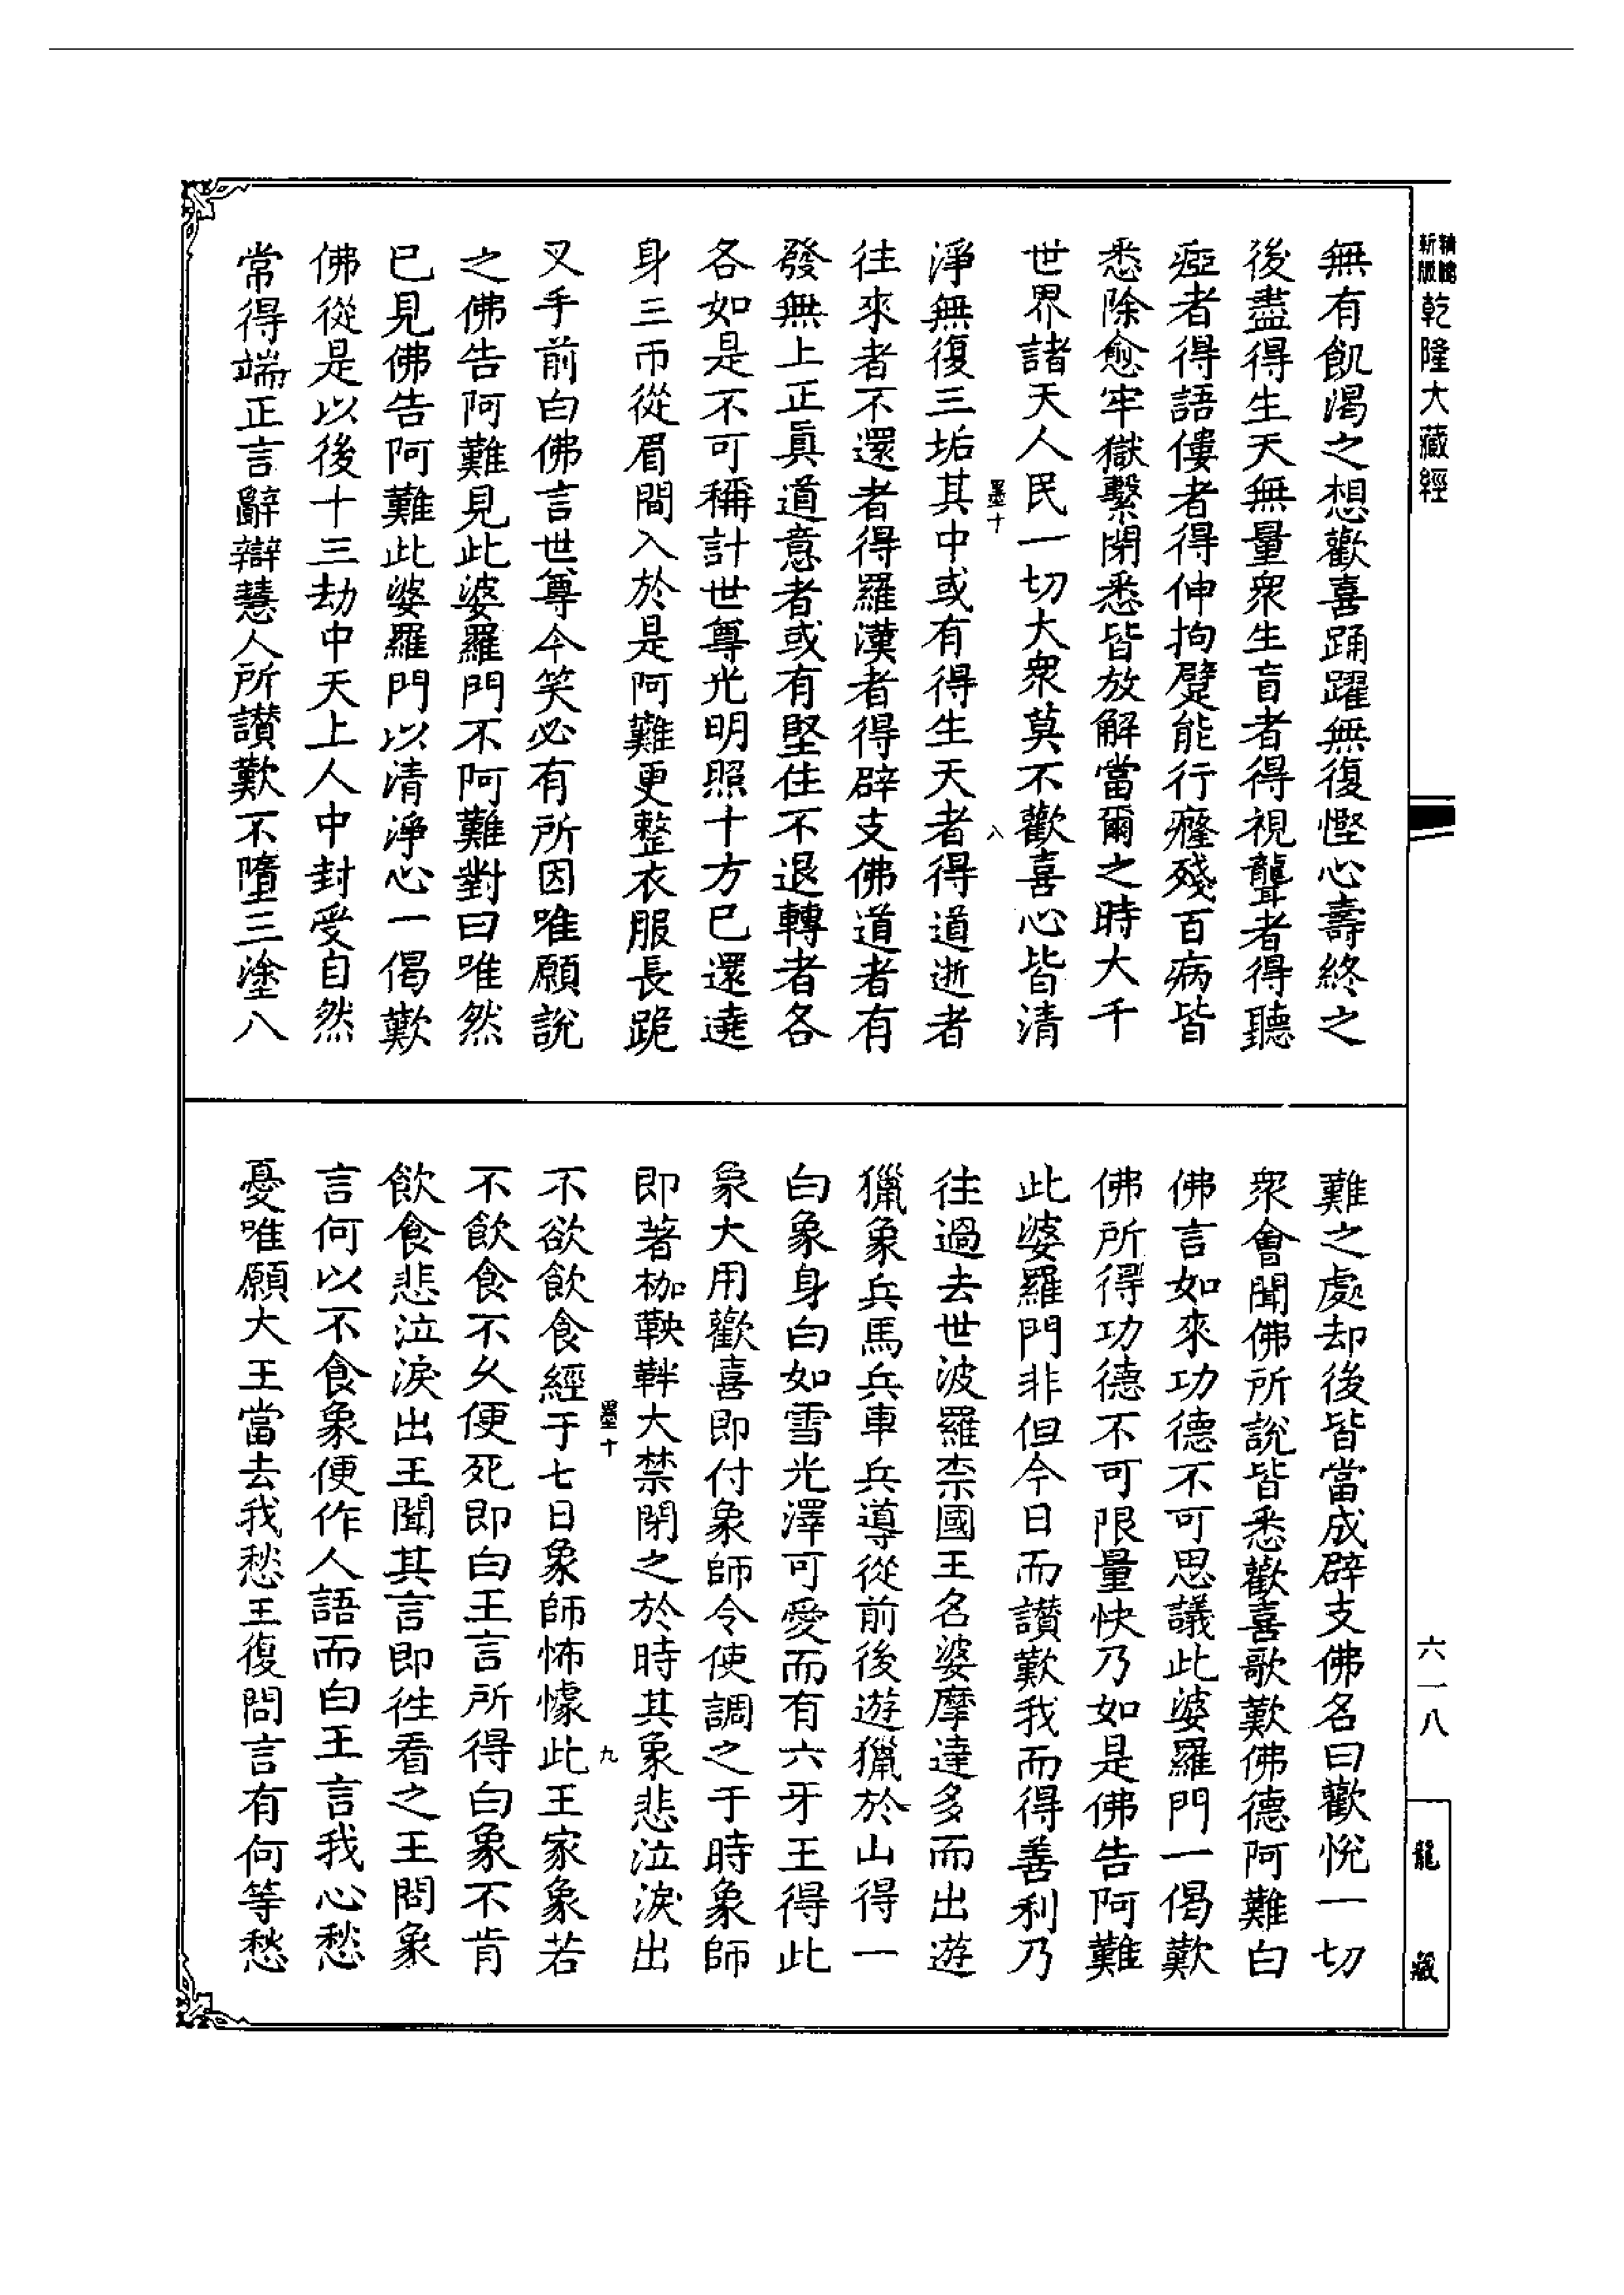 新版
精縮
乾隆大藏經
無有飢渴之想歡喜踊躍無復慳心壽終之
後盡得生天無量衆生盲者得視聾者得聽
瘂者得語僂者得伸拘躄能行癃殘百病皆
悉除愈牢獄繫閉悉皆放解當爾之時大千
世界諸天人民一切大衆莫不歡喜心皆清
墨十 八
淨無復三垢其中或有得生天者得道逝者
往來者不還者得羅漢者得辟支佛道者有
發無上正眞道意者或有堅住不退轉者各
各如是不可稱計世尊光明照十方已還遶
身三帀從眉間入於是阿難更整衣服長跪
叉手前白佛言世尊今笑必有所因唯願說
之佛告阿難見此婆羅門不阿難對曰唯然
已見佛告阿難此婆羅門以清淨心一偈歎
佛從是以後十三劫中天上人中封受自然
常得端正言辭辯慧人所讃歎不墮三塗八
難之處却後皆當成辟支佛名曰歡悅一切
衆會聞佛所說皆悉歡喜歌歎佛德阿難白
佛言如來功德不可思議此婆羅門一偈歎
佛所得功德不可限量快乃如是佛告阿難
此婆羅門非但今日而讃歎我而得善利乃
往過去世波羅柰國王名婆摩達多而出遊
獵象兵馬兵車兵導從前後遊獵於山得一
白象身白如雪光澤可愛而有六牙王得此
象大用歡喜即付象師令使調之于時象師
即著枷鞅靽大禁閉之於時其象悲泣淚出
墨十 九
不欲飲食經于七日象師怖懅此王家象若
不飲食不久便死即白王言所得白象不肯
飲食悲泣淚出王聞其言即往看之王問象
言何以不食象便作人語而白王言我心愁
憂唯願大王當去我愁王復問言有何等愁
六一八
龍藏